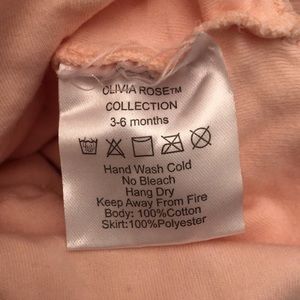 OLIVIA ROSE™
COLLECTION
3-6 months
Hand Wash Cold
No Bleach
Hang Dry
Keep Away From Fire
Body: 100%Cotton
Skirt:100%Polyester